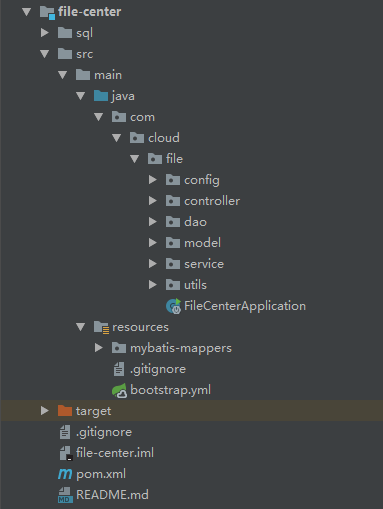 file-center
sql
src
main
java
com
cloud
file
config
controller
dao
model
service
utils
FileCenterApplication
resources
mybatis-mappers
.gitignore
bootstrap.yml
target
.gitignore
file-center.iml
pom.xml
README.md